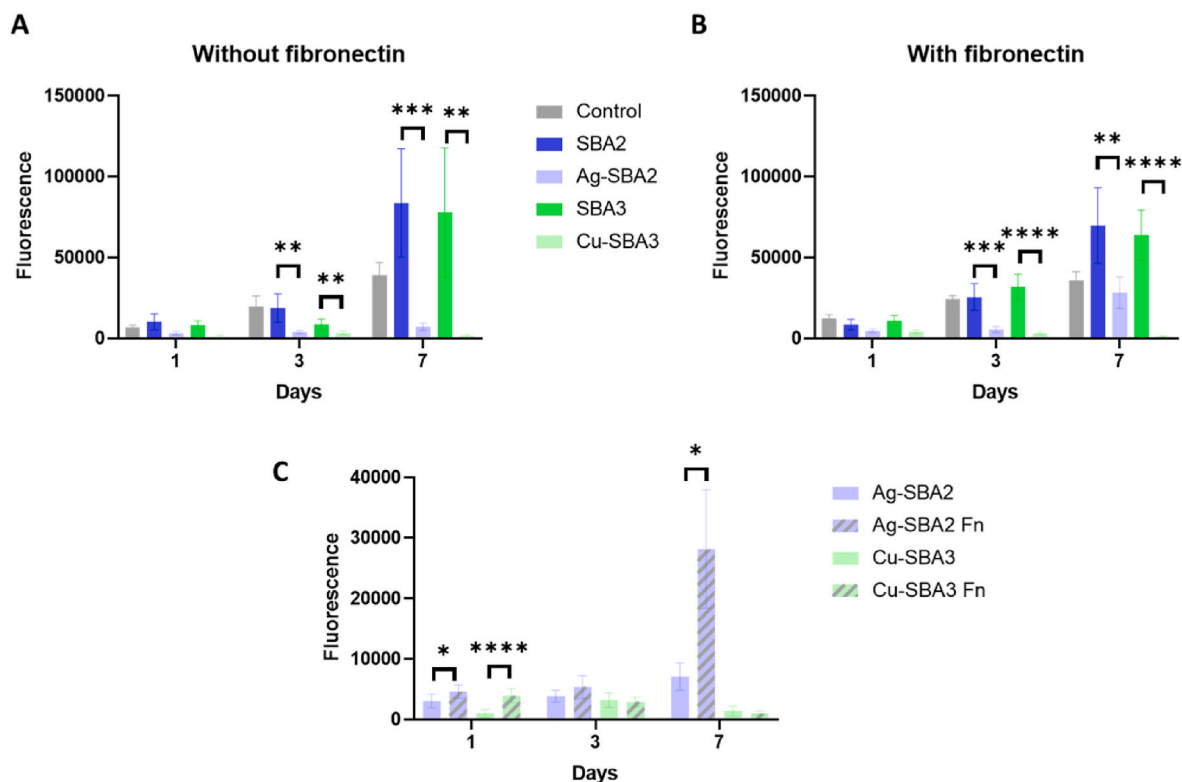 A
Without fibronectin
150000
100000
50000
0
Fluorescence
*** **
**
**
1 3 7
Days
Control
SBA2
Ag-SBA2
SBA3
Cu-SBA3
B
With fibronectin
150000
100000
50000
0
Fluorescence
**
****
****
***
1 3 7
Days
C
40000
30000
20000
10000
0
Fluorescence
*
* ****
1 3 7
Days
Ag-SBA2
Ag-SBA2 Fn
Cu-SBA3
Cu-SBA3 Fn